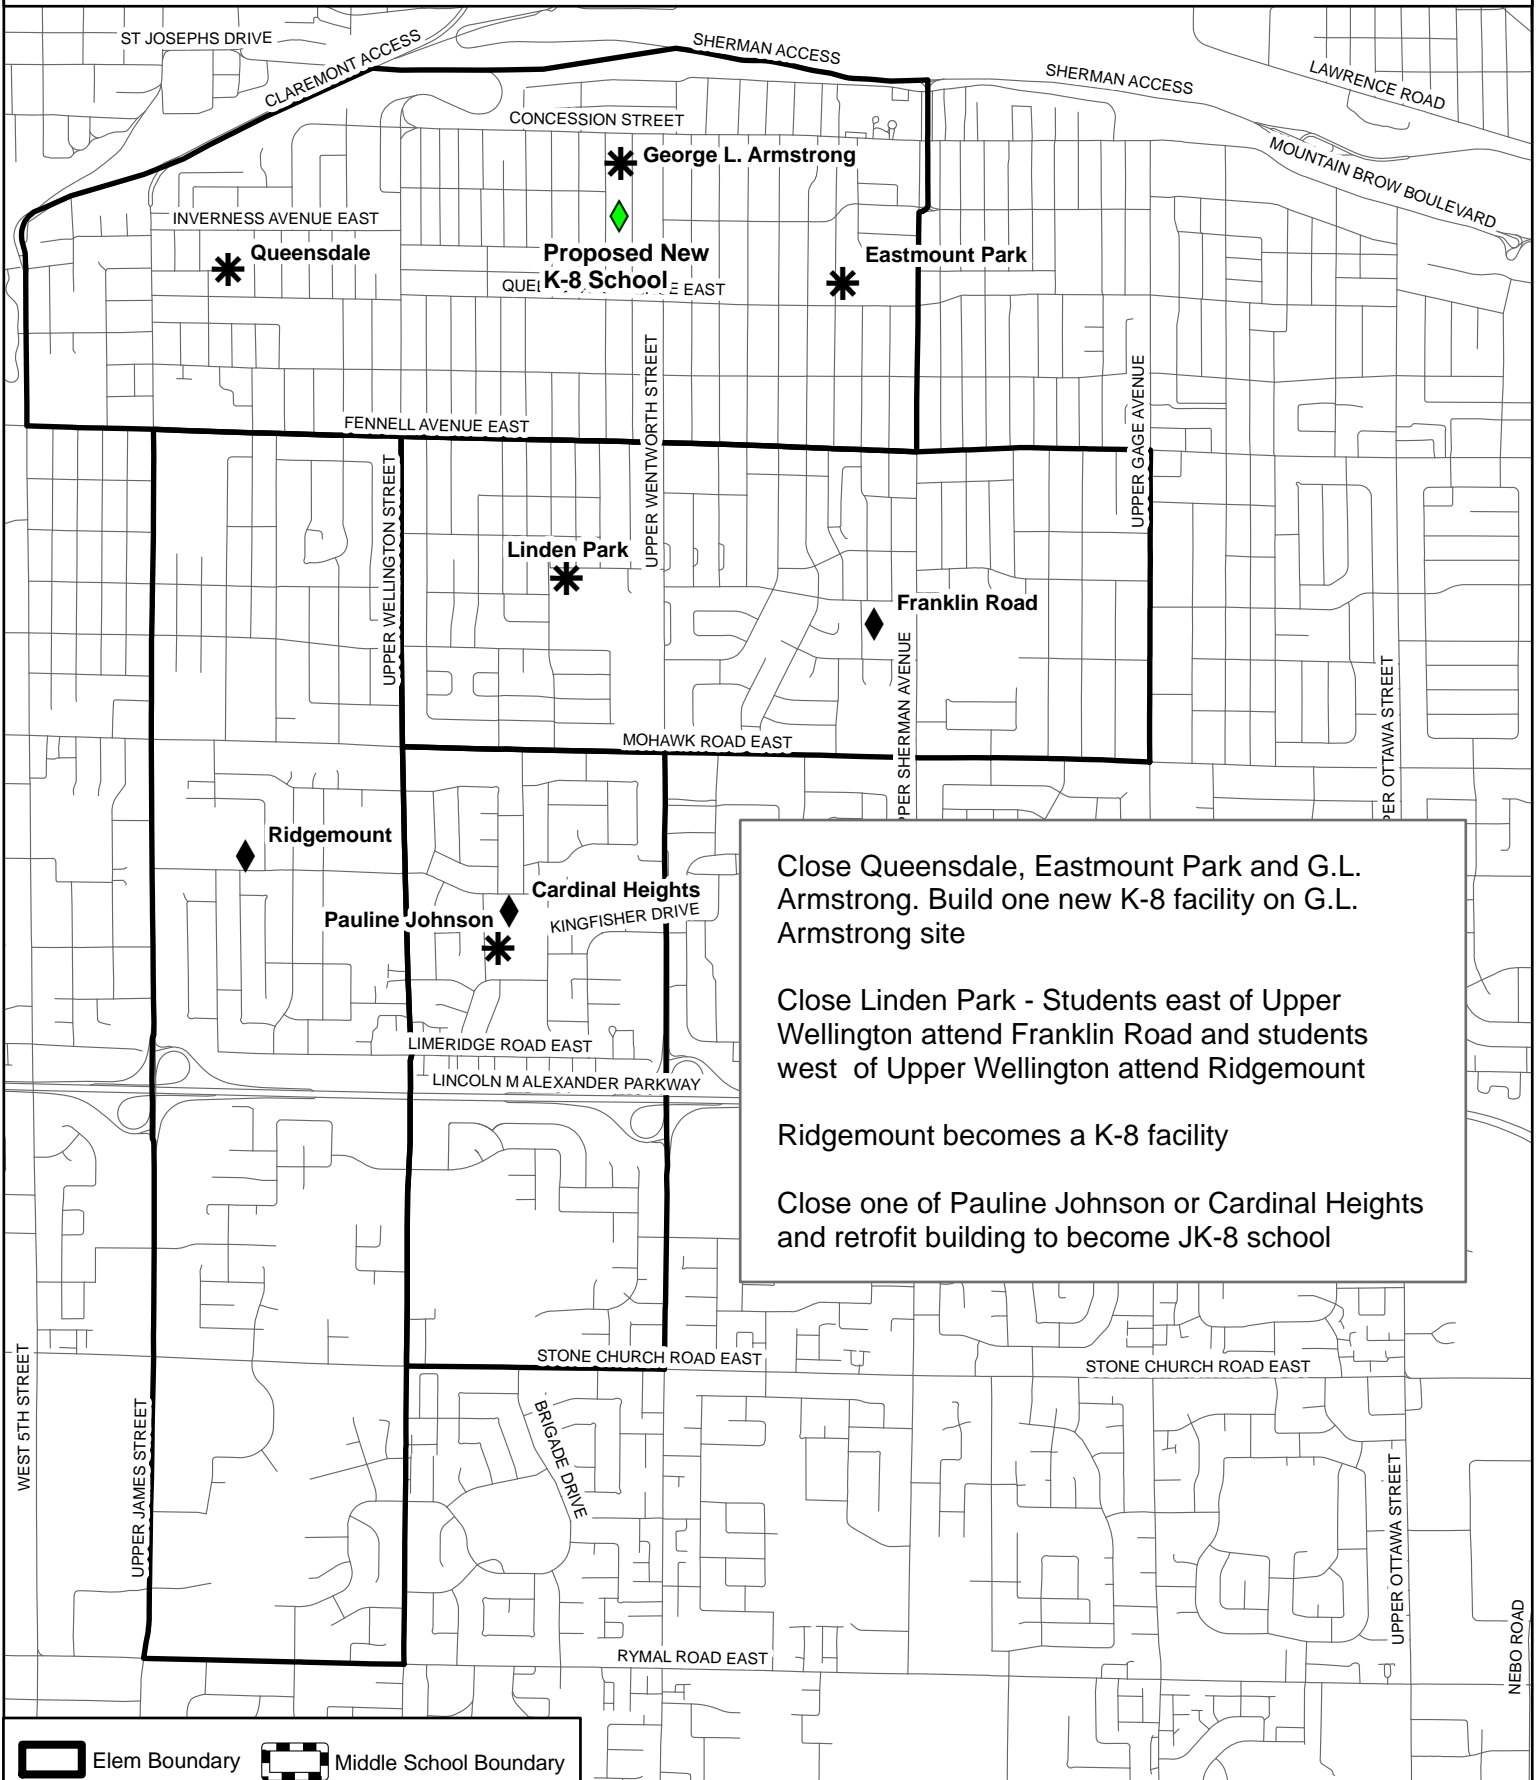 ST JOSEPHS DRIVE
CLAREMONT ACCESS
SHERMAN ACCESS
SHERMAN ACCESS
LAWRENCE ROAD
CONCESSION STREET
MOUNTAIN BROW BOULEVARD
George L. Armstrong
INVERNESS AVENUE EAST
Queensdale
Proposed New
K-8 School
EAST
Eastmount Park
UPPER WENTWORTH STREET
UPPER GAGE AVENUE
FENNELL AVENUE EAST
UPPER WELLINGTON STREET
Linden Park
Franklin Road
SHERMAN AVENUE
OTTAWA STREET
MOHAWK ROAD EAST
Ridgemount
Cardinal Heights
Pauline Johnson
KINGFISHER DRIVE
LIMERIDGE ROAD EAST
LINCOLN M ALEXANDER PARKWAY
Close Queensdale, Eastmount Park and G.L.
Armstrong. Build one new K-8 facility on G.L.
Armstrong site
Close Linden Park - Students east of Upper
Wellington attend Franklin Road and students
west of Upper Wellington attend Ridgemount
Ridgemount becomes a K-8 facility
Close one of Pauline Johnson or Cardinal Heights
and retrofit building to become JK-8 school
STONE CHURCH ROAD EAST
STONE CHURCH ROAD EAST
WEST 5TH STREET
UPPER JAMES STREET
BRIGADE DRIVE
UPPER OTTAWA STREET
NEBO ROAD
RYMAL ROAD EAST
Elem Boundary
Middle School Boundary